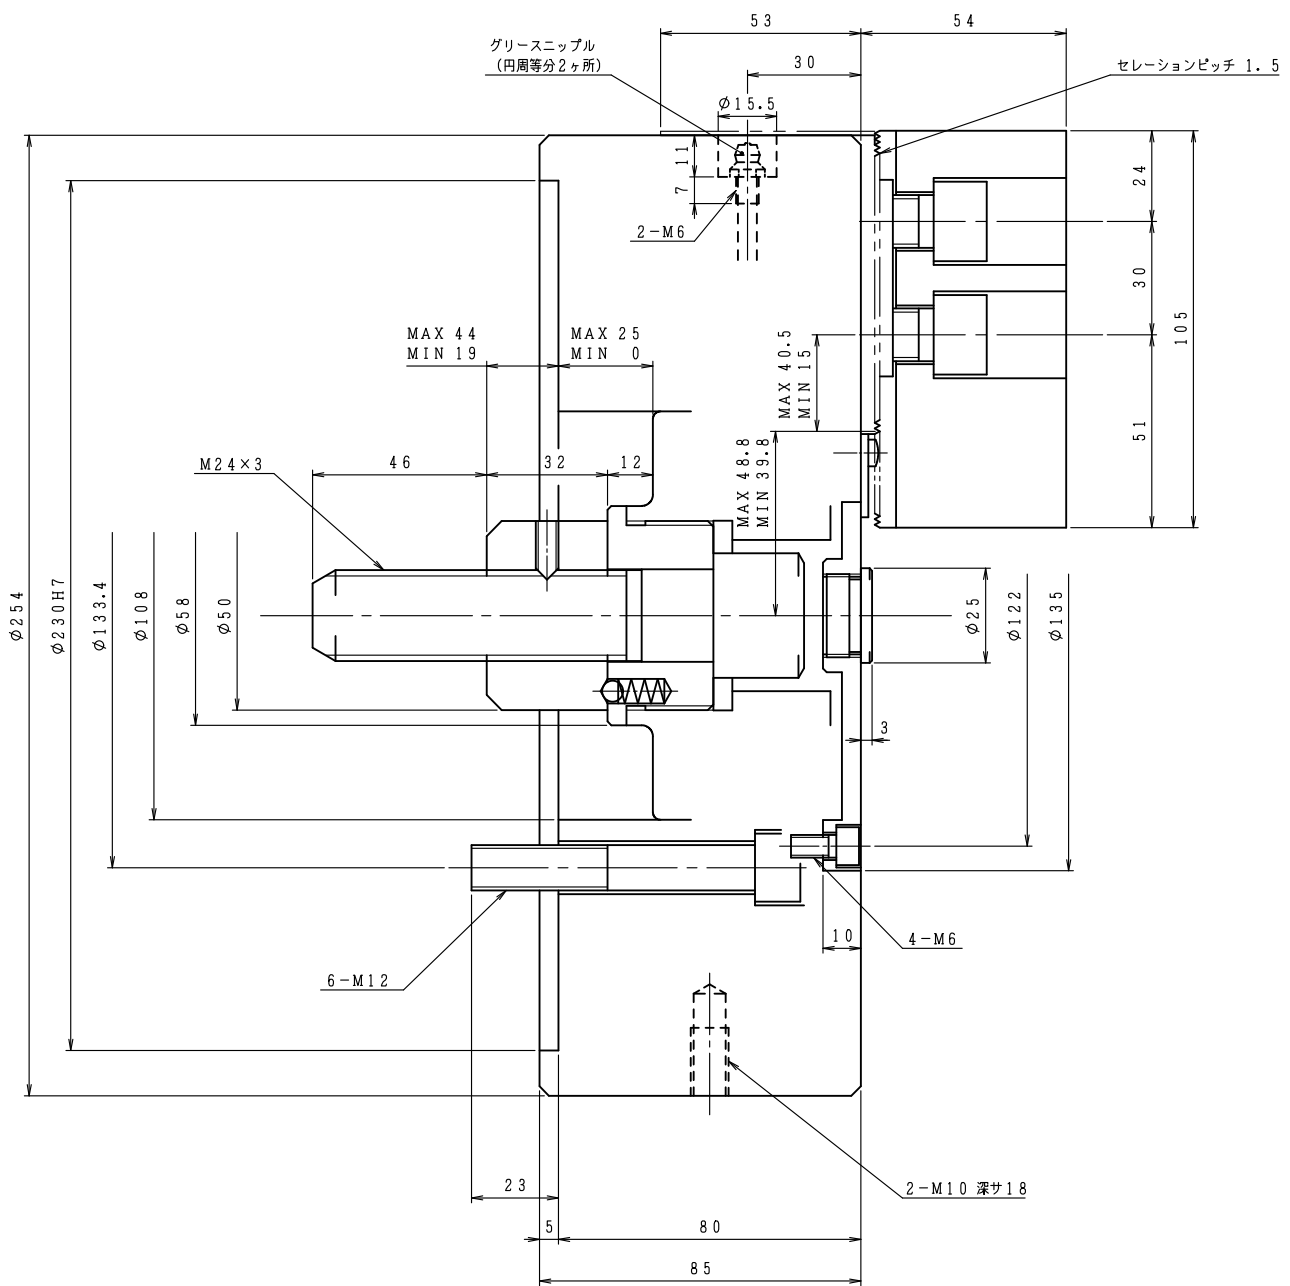 53
54
グリースニップル
(円周等分2ヶ所)
30
セレーションピッチ 1.5
φ15.5
11
7
2-M6
24
30
105
51
MAX 44
MIN 19
MAX 25
MIN 0
MAX 40.5
MIN 15
MAX 48.8
MIN 39.8
M24×3
46
32
12
φ254
φ230H7
φ133.4
φ108
φ58
φ50
φ25
φ122
φ135
3
10
4-M6
6-M12
2-M10 深サ18
23
5
80
85